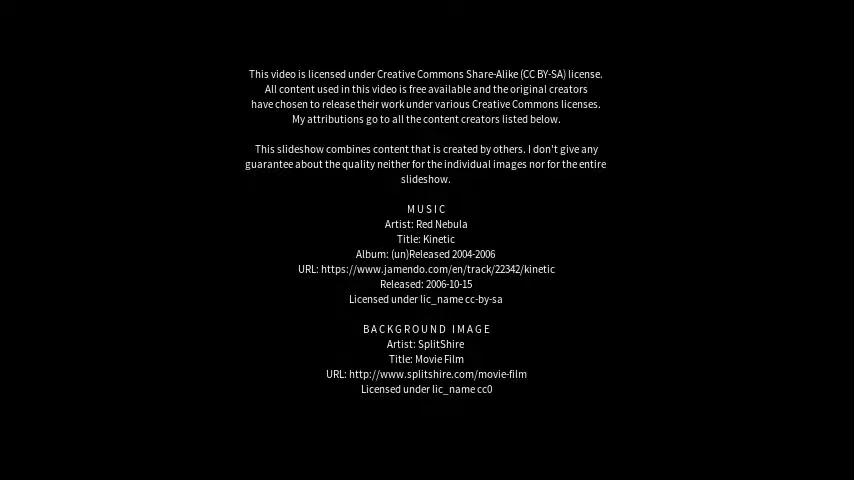 This video is licensed under Creative Commons Share-Alike (CC BY-SA) license.
All content used in this video is free available and the original creators
have chosen to release their work under various Creative Commons licenses.
My attributions go to all the content creators listed below.
This slideshow combines content that is created by others. I don't give any
guarantee about the quality neither for the individual images nor for the entire
slideshow.
MUSIC
Artist: Red Nebula
Title: Kinetic
Album: (un)Released 2004-2006
URL: https://www.jamendo.com/en/track/22342/kinetic
Released: 2006-10-15
Licensed under lic_name cc-by-sa
BACKGROUND IMAGE
Artist: SplitShire
Title: Movie Film
URL: http://www.splitshire.com/movie-film
Licensed under lic_name cc0